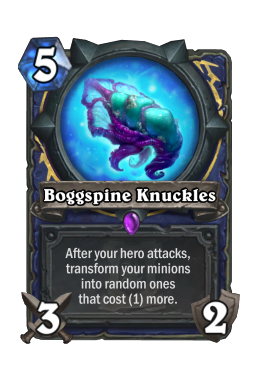 5
Boggspine Knuckles
After your hero attacks,
transform your minions
into random ones
that cost (1) more.
3
2